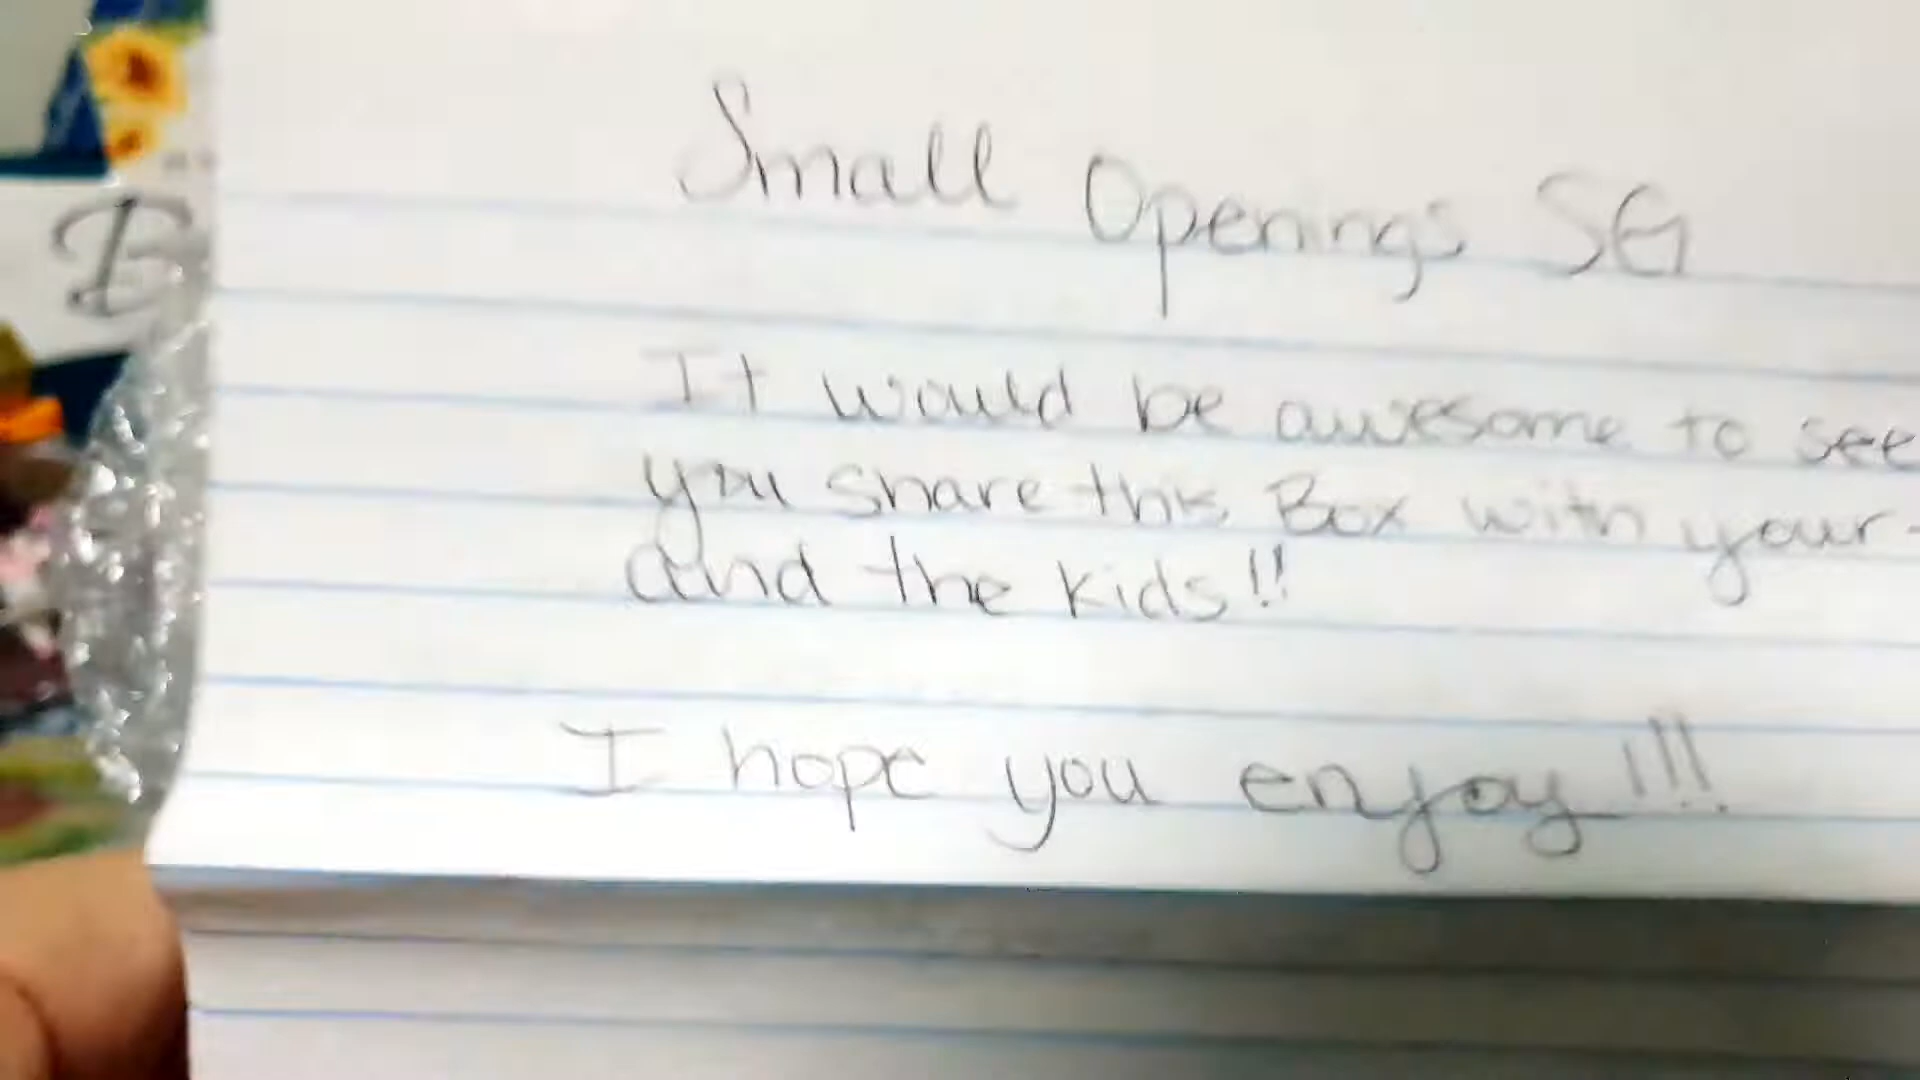 Small Openings SG
It would be awesome to see
you share this Box with your
and the kids!!
I hope you enjoy!!!
B